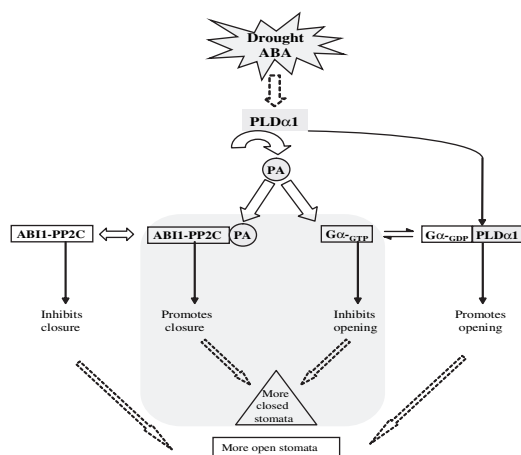 Drought
ABA
PLDα1
PA
ABI1-PP2C
ABI1-PP2C
PA
Gα-GTP
Gα-GDP
PLDα1
Inhibits
closure
Promotes
closure
Inhibits
opening
Promotes
opening
More
closed
stomata
More open stomata